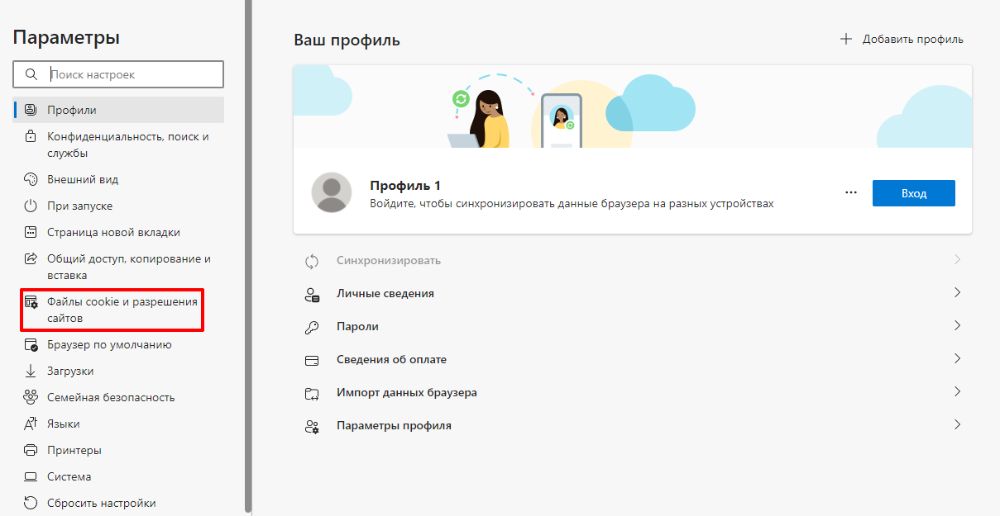 Параметры
Поиск настроек
Профили
Конфиденциальность, поиск и
службы
Внешний вид
При запуске
Страница новой вкладки
Общий доступ, копирование и
вставка
Файлы cookie и разрешения
сайтов
Браузер по умолчанию
Загрузки
Семейная безопасность
Языки
Принтеры
Система
Сбросить настройки
Ваш профиль
Добавить профиль
Профиль 1
Войдите, чтобы синхронизировать данные браузера на разных устройствах
Вход
Синхронизировать
Личные сведения
Пароли
Сведения об оплате
Импорт данных браузера
Параметры профиля